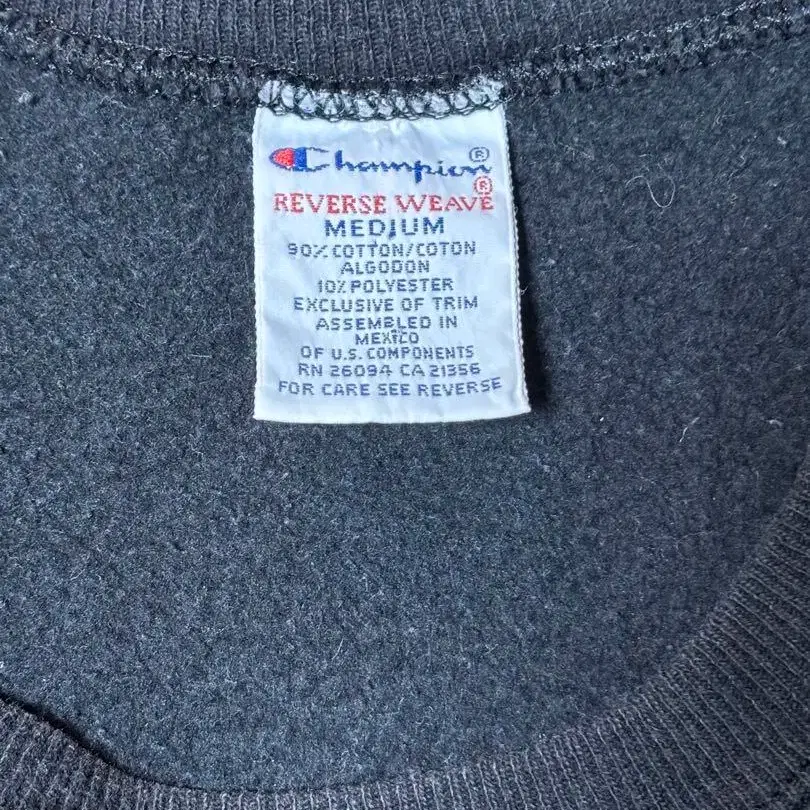 Champion®
REVERSE WEAVE®
MEDIUM
90% COTTON/COTON
ALGODON
10% POLYESTER
EXCLUSIVE OF TRIM
ASSEMBLED IN
MEXICO
OF U.S. COMPONENTS
RN 26094 CA 21356
FOR CARE SEE REVERSE